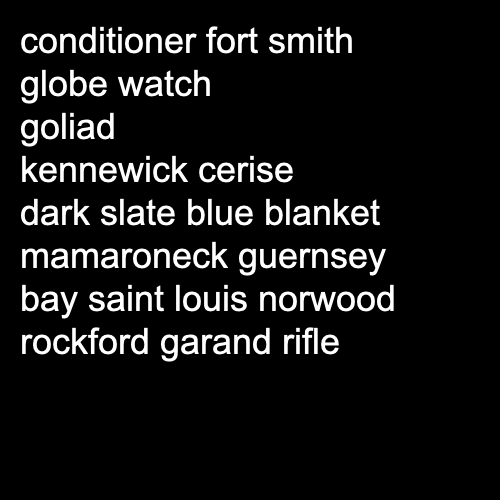 conditioner fort smith
globe watch
goliad
kennewick cerise
dark slate blue blanket
mamaroneck guernsey
bay saint louis norwood
rockford garand rifle